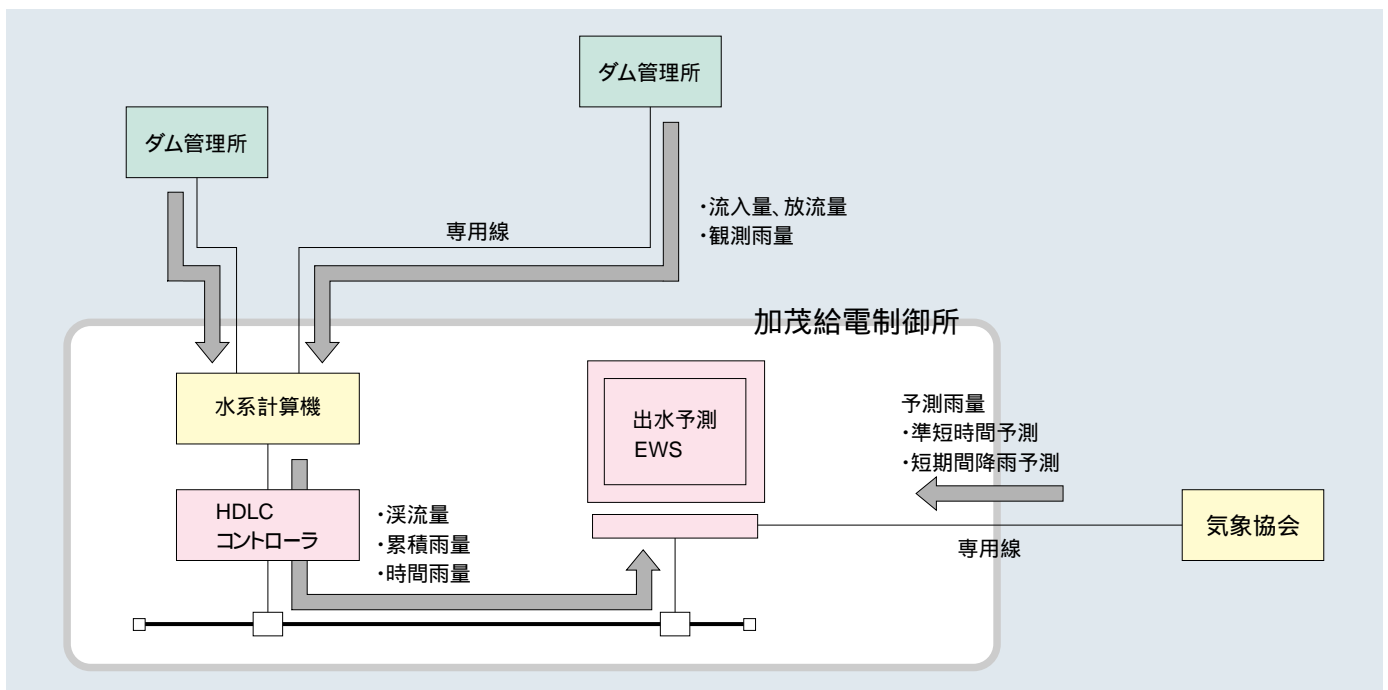 ダム管理所
ダム管理所
専用線
・流入量、放流量
・観測雨量
加茂給電制御所
水系計算機
出水予測
EWS
予測雨量
・準短時間予測
・短期間降雨予測
HDLC
コントローラ
・渓流量
・累積雨量
・時間雨量
気象協会
専用線